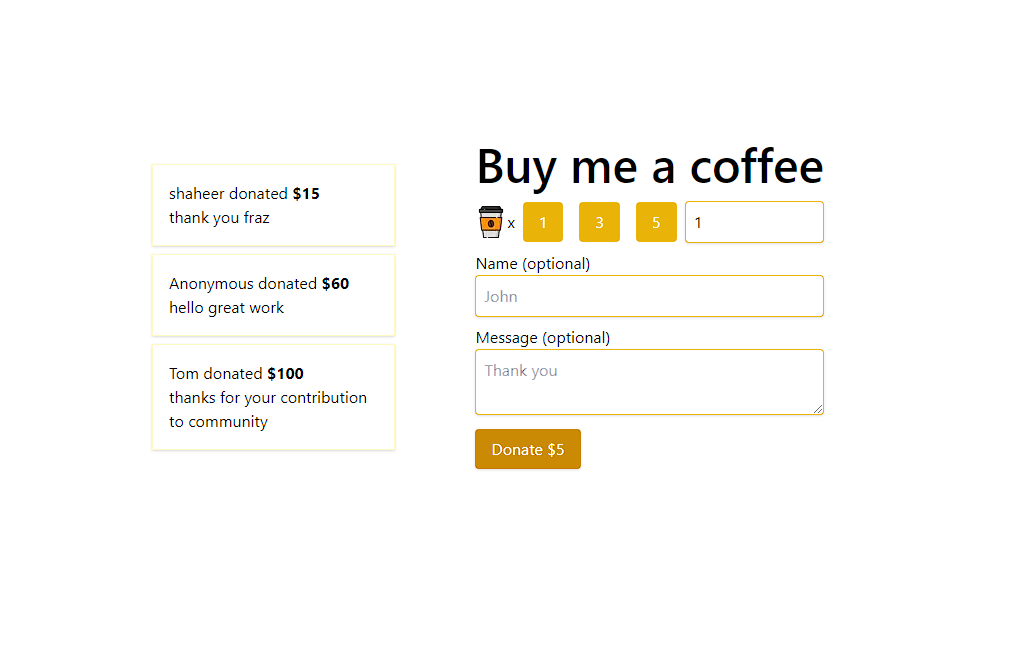 shaheer donated $15
thank you fraz
Anonymous donated $60
hello great work
Tom donated $100
thanks for your contribution
to community
Buy me a coffee
x 1 3 5 1
Name (optional)
John
Message (optional)
Thank you
Donate $5